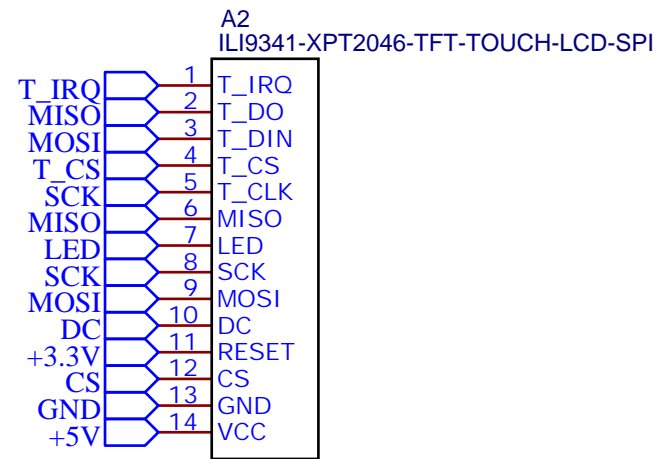 A2
ILI9341-XPT2046-TFT-TOUCH-LCD-SPI
T_IRQ 1 T_IRQ
MISO 2 T_DO
MOSI 3 T_DIN
T_CS 4 T_CS
SCK 5 T_CLK
MISO 6 MISO
LED 7 LED
SCK 8 SCK
MOSI 9 MOSI
DC 10 DC
+3.3V 11 RESET
CS 12 CS
GND 13 GND
+5V 14 VCC